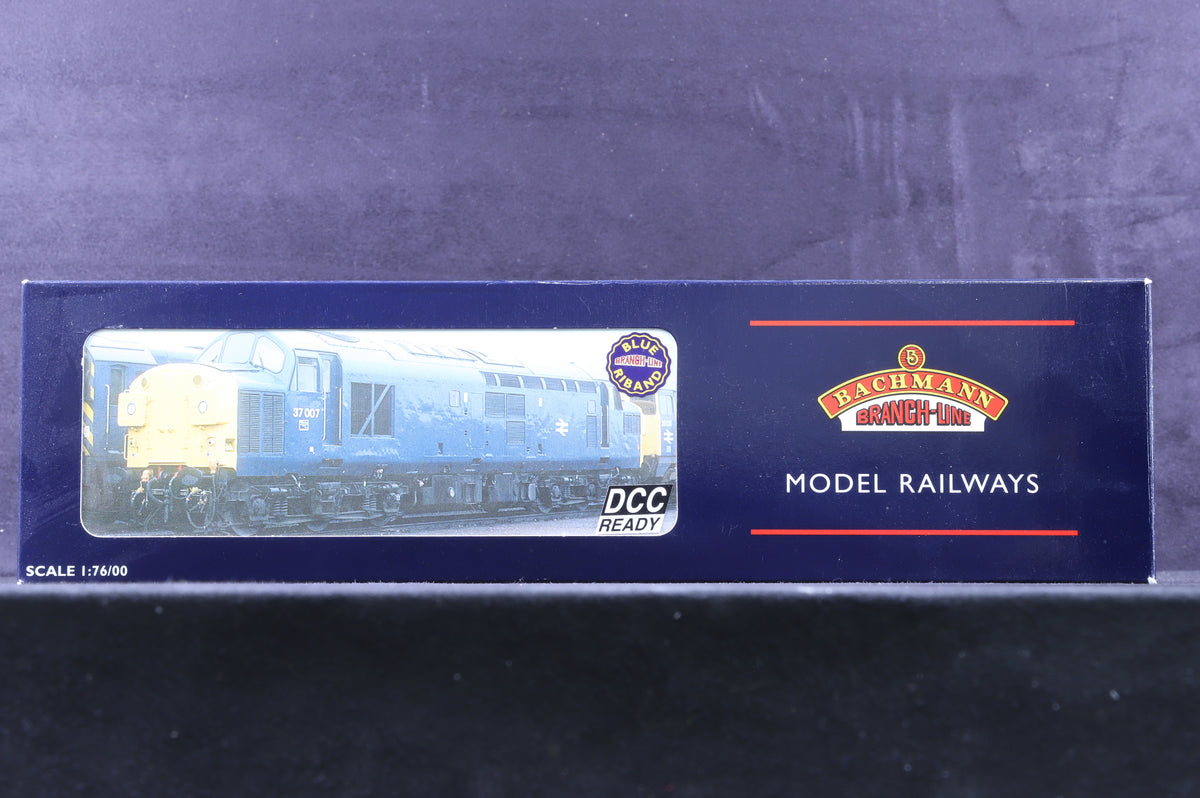 BLUE
BRANCH-LINE
RIBAND
37 007
DCC
READY
SCALE 1:76/00
B
BACHMANN
BRANCH-LINE
MODEL RAILWAYS